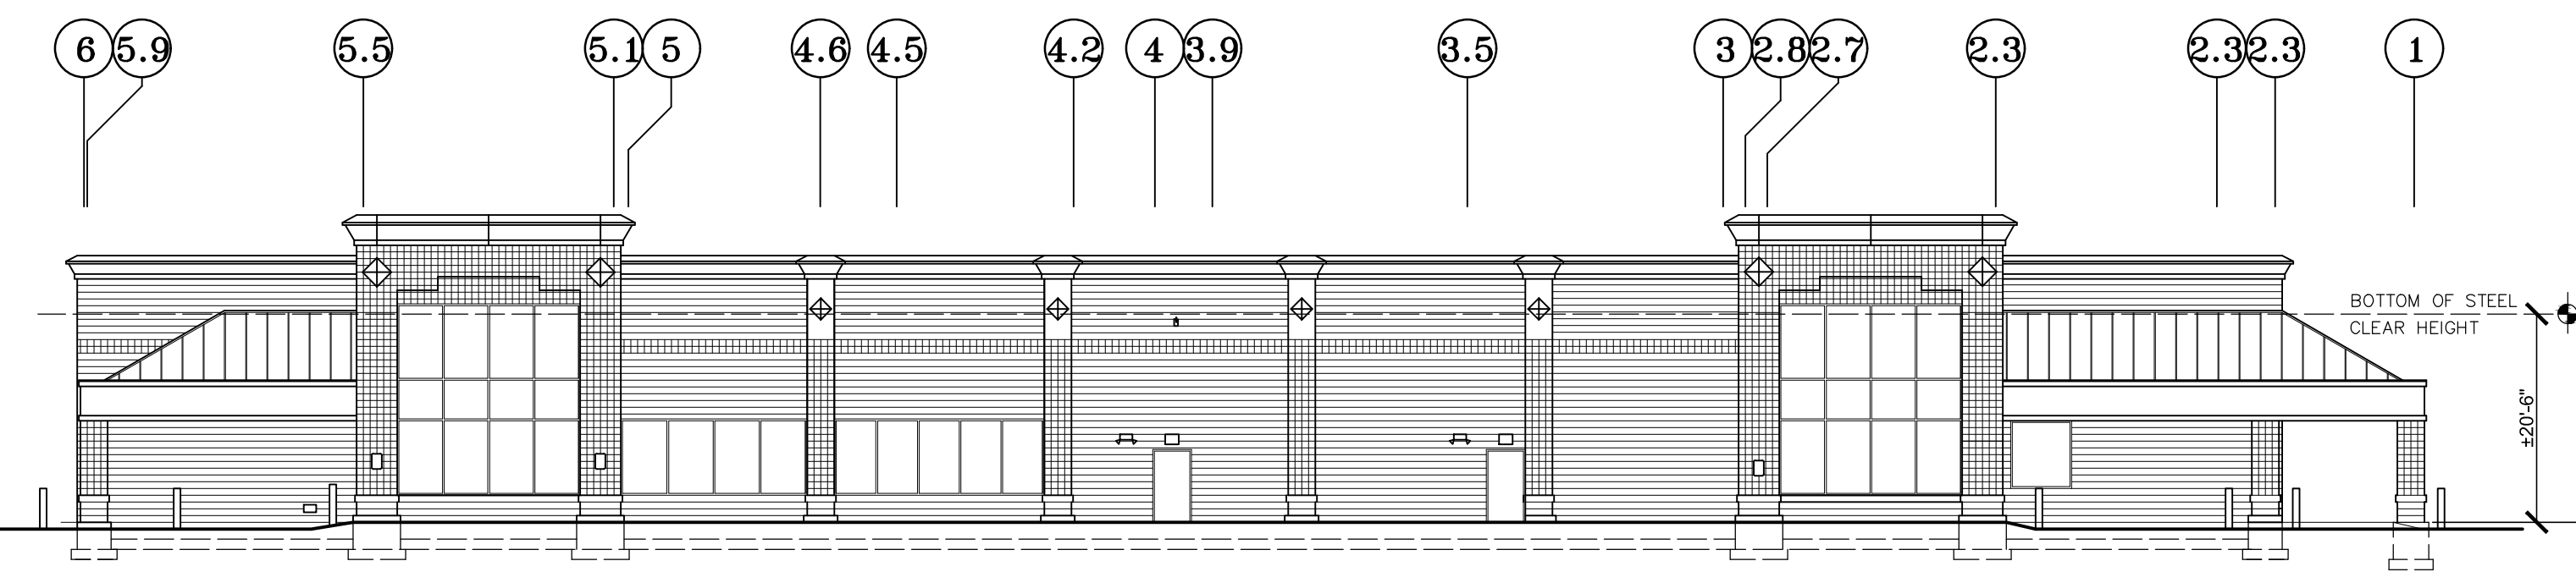 6 5.9 5.5 5.1 5 4.6 4.5 4.2 4 3.9 3.5 3 2.8 2.7 2.3 2.3 2.3 1
BOTTOM OF STEEL
CLEAR HEIGHT
±20'-6"